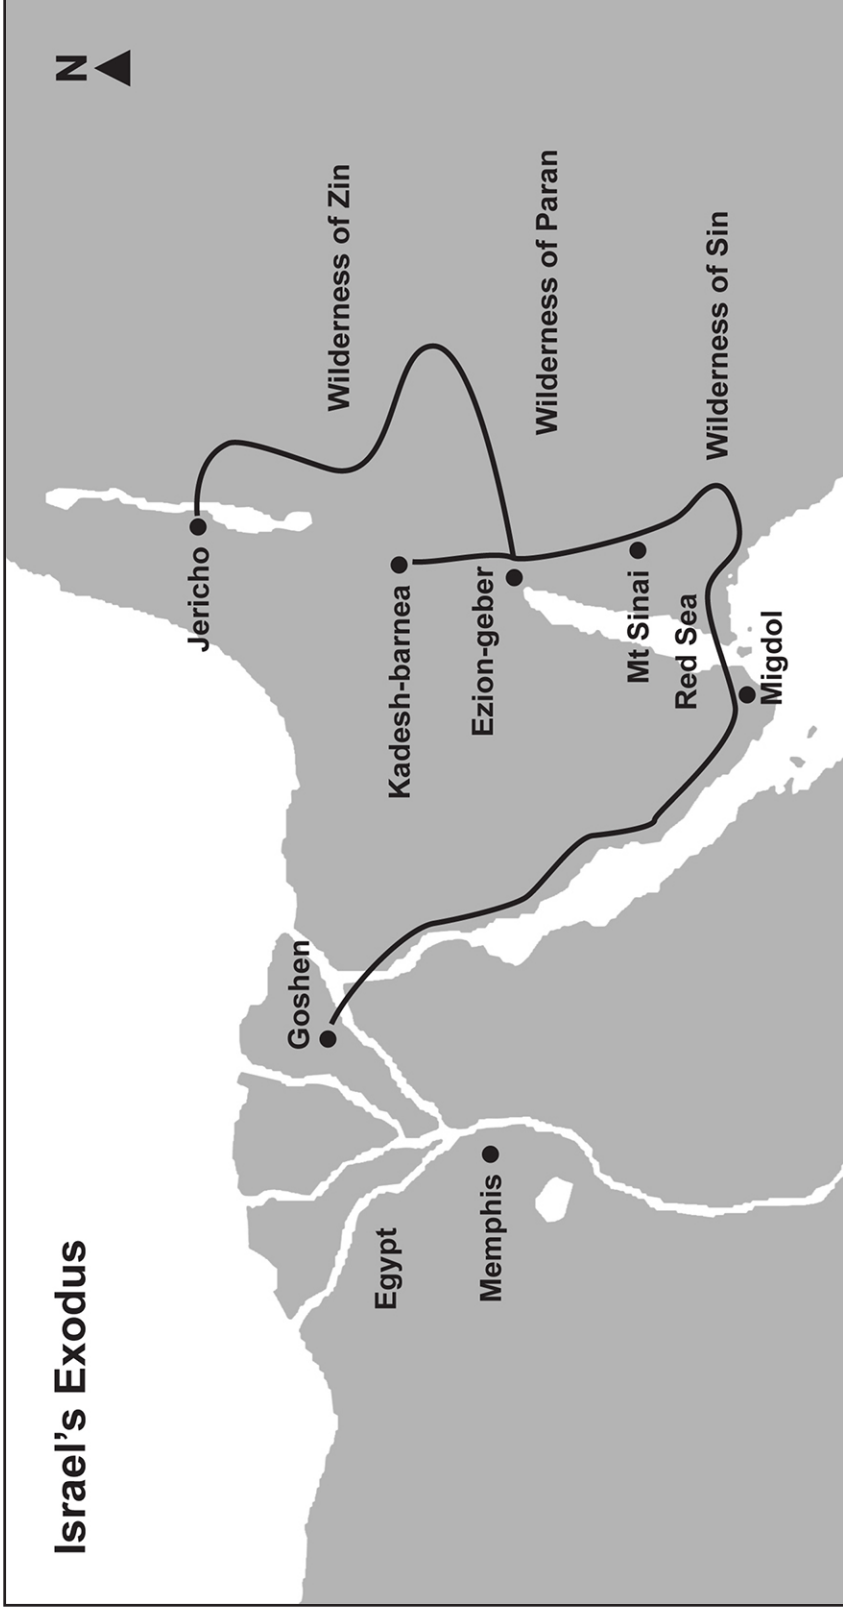 Israel's Exodus
N
Jericho
Wilderness of Zin
Goshen
Kadesh-barnea
Egypt
Ezion-geber
Wilderness of Paran
Memphis
Mt Sinai
Red Sea
Wilderness of Sin
Migdol